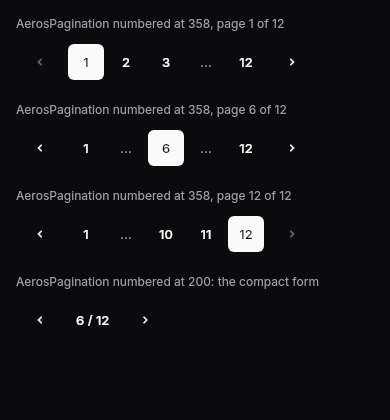 AerosPagination numbered at 358, page 1 of 12
‹ 1 2 3 ... 12 ›
AerosPagination numbered at 358, page 6 of 12
‹ 1 ... 6 ... 12 ›
AerosPagination numbered at 358, page 12 of 12
‹ 1 ... 10 11 12 ›
AerosPagination numbered at 200: the compact form
‹ 6 / 12 ›